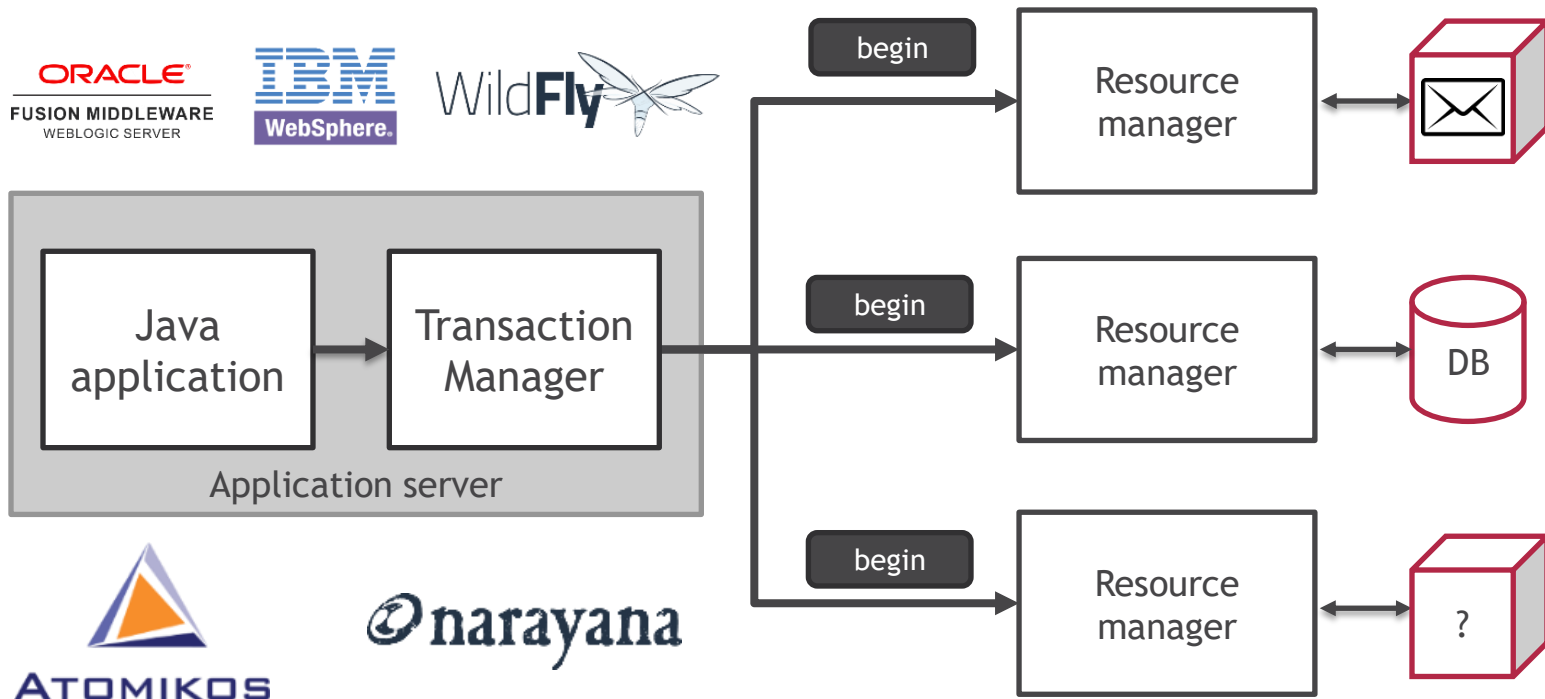 ORACLE®
FUSION MIDDLEWARE
WEBLOGIC SERVER
IBM
WebSphere.
WildFly
begin
Resource
manager
Java
application
Transaction
Manager
Application server
begin
Resource
manager
DB
begin
Resource
manager
?
ATOMIKOS
narayana